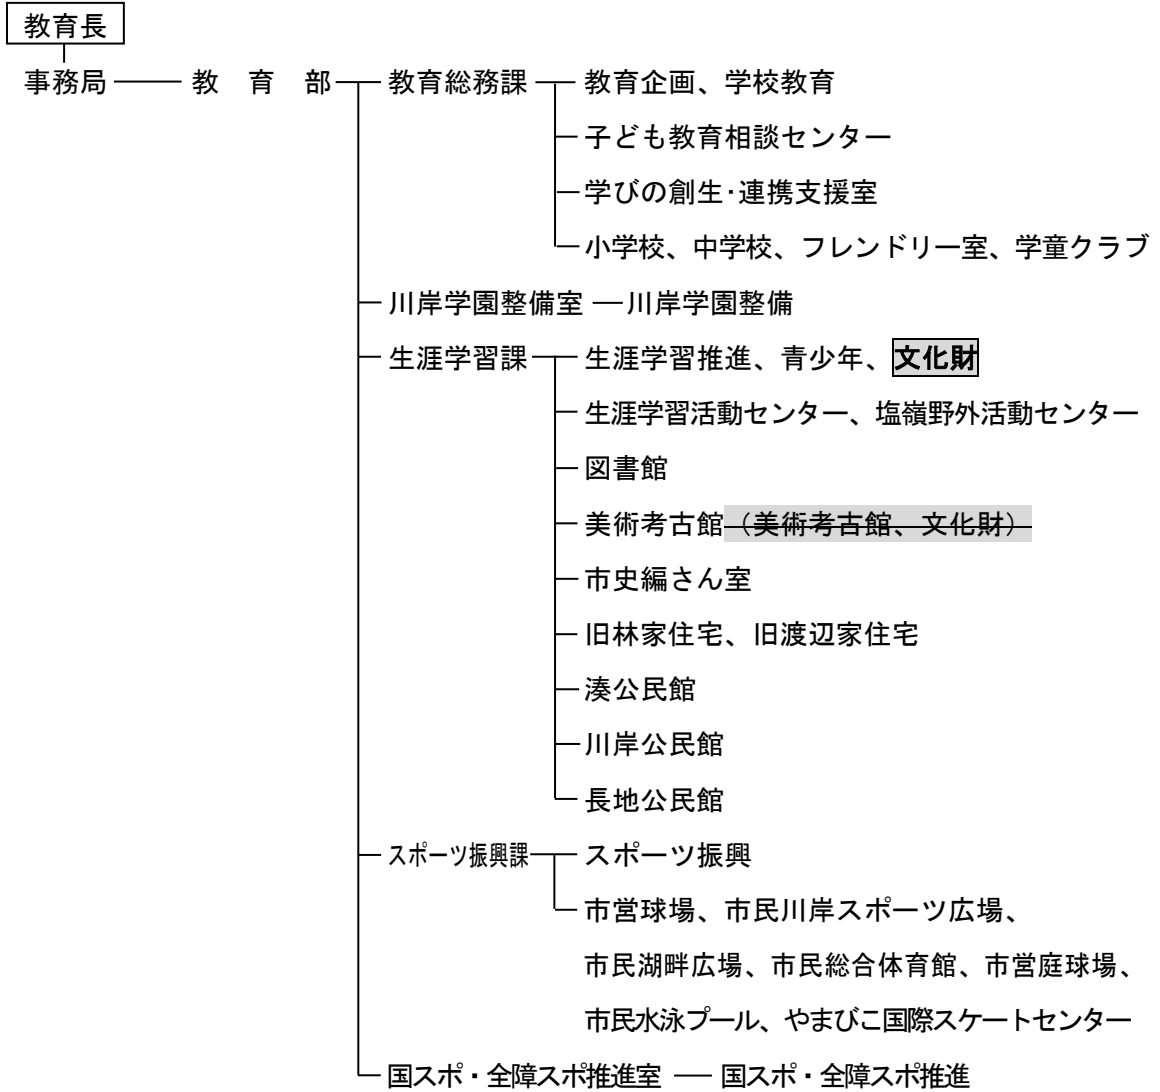 教育長
事務局 教 育 部 教育総務課 教育企画、学校教育
子ども教育相談センター
学びの創生・連携支援室
小学校、中学校、フレンドリー室、学童クラブ
川岸学園整備室 川岸学園整備
生涯学習課 生涯学習推進、青少年、文化財
生涯学習活動センター、塩嶺野外活動センター
図書館
美術考古館（美術考古館、文化財）
市史編さん室
旧林家住宅、旧渡辺家住宅
湊公民館
川岸公民館
長地公民館
スポーツ振興課 スポーツ振興
市営球場、市民川岸スポーツ広場、
市民湖畔広場、市民総合体育館、市営庭球場、
市民水泳プール、やまびこ国際スケートセンター
国スポ・全障スポ推進室 国スポ・全障スポ推進